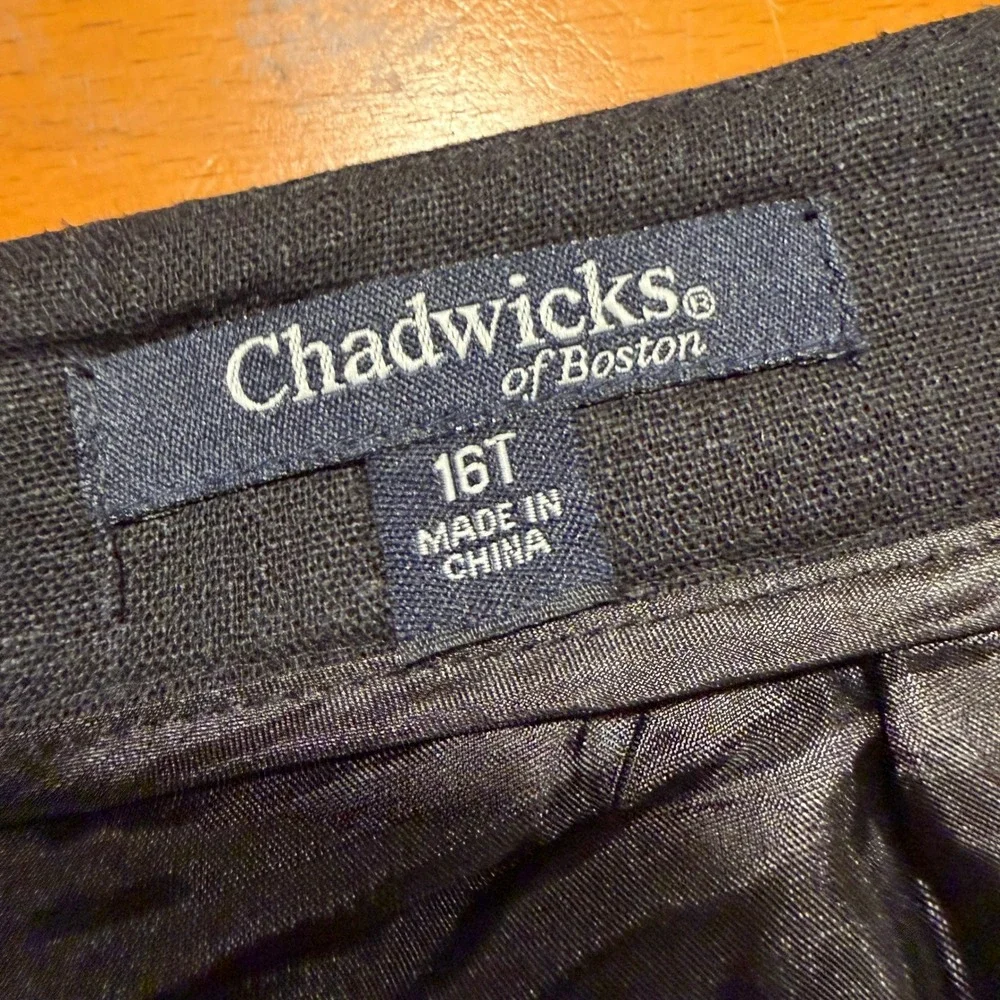 Chadwicks®
of Boston
16T
MADE IN
CHINA